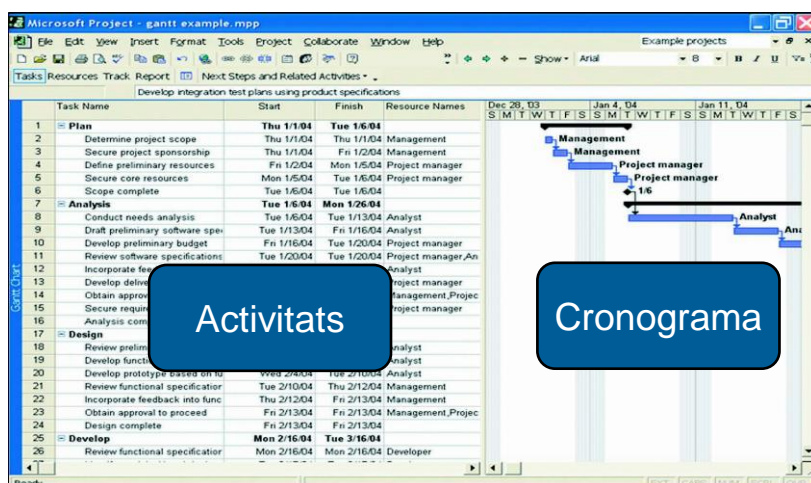 Microsoft Project - gantt example.mpp
File Edit View Insert Format Tools Project Collaborate Window Help Example projects
Show Arial 8 B I U
Tasks Resources Track Report Next Steps and Related Activities
Develop integration test plans using product specifications
Task Name Start Finish Resource Names Dec 28, '03 Jan 4, '04 Jan 11, '04
S M T W T F S S M T W T F S S M T W T F S
1 Plan Thu 1/1/04 Tue 1/6/04
2 Determine project scope Thu 1/1/04 Thu 1/1/04 Management Management
3 Secure project sponsorship Thu 1/1/04 Fri 1/2/04 Management Management
4 Define preliminary resources Fri 1/2/04 Mon 1/5/04 Project manager Project manager
5 Secure core resources Mon 1/5/04 Tue 1/6/04 Project manager Project manager
6 Scope complete Tue 1/6/04 Tue 1/6/04 1/6
7 Analysis Tue 1/6/04 Mon 1/26/04
8 Conduct needs analysis Tue 1/6/04 Tue 1/13/04 Analyst Analyst
9 Draft preliminary software spe Tue 1/13/04 Fri 1/16/04 Analyst Ana
10 Develop preliminary budget Fri 1/16/04 Tue 1/20/04 Project manager
11 Review software specifications Tue 1/20/04 Tue 1/20/04 Project manager,An
12 Incorporate fee Analyst
13 Develop delive Project manager
14 Obtain approv Management,Projec
15 Secure requir Project manager
16 Analysis com
17 Design
18 Review prelim Analyst
19 Develop functi Analyst
20 Develop prototype based on fu Wed 2/4/04 Tue 2/10/04 Analyst
21 Review functional specification Tue 2/10/04 Thu 2/12/04 Management
22 Incorporate feedback into func Thu 2/12/04 Fri 2/13/04 Management
23 Obtain approval to proceed Fri 2/13/04 Fri 2/13/04 Management,Projec
24 Design complete Fri 2/13/04 Fri 2/13/04
25 Develop Mon 2/16/04 Tue 3/16/04
26 Review functional specification Mon 2/16/04 Mon 2/16/04 Developer
Gantt Chart
Activitats
Cronograma
Ready